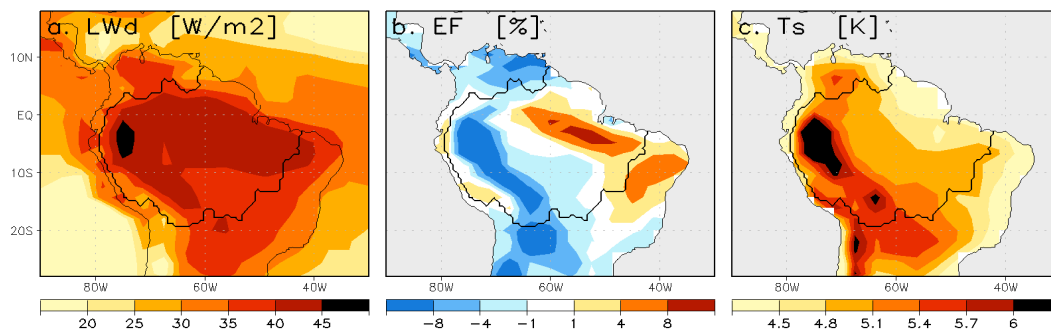 a. LWd [W/m2]
b. EF [%]
c. Ts [K]
10N
EQ
10S
20S
80W 60W 40W
80W 60W 40W
80W 60W 40W
20 25 30 35 40 45
-8 -4 -1 1 4 8
4.5 4.8 5.1 5.4 5.7 6